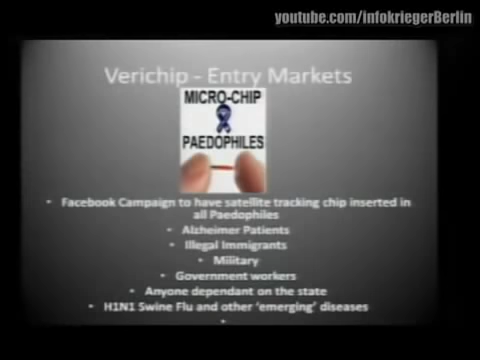 youtube.com/infokriegerBerlin
Verichip - Entry Markets
MICRO-CHIP
PAEDOPHILES
• Facebook Campaign to have satellite tracking chip inserted in
all Paedophiles
• Alzheimer Patients
• Illegal Immigrants
• Military
• Government workers
• Anyone dependant on the state
• H1N1 Swine Flu and other 'emerging' diseases
•